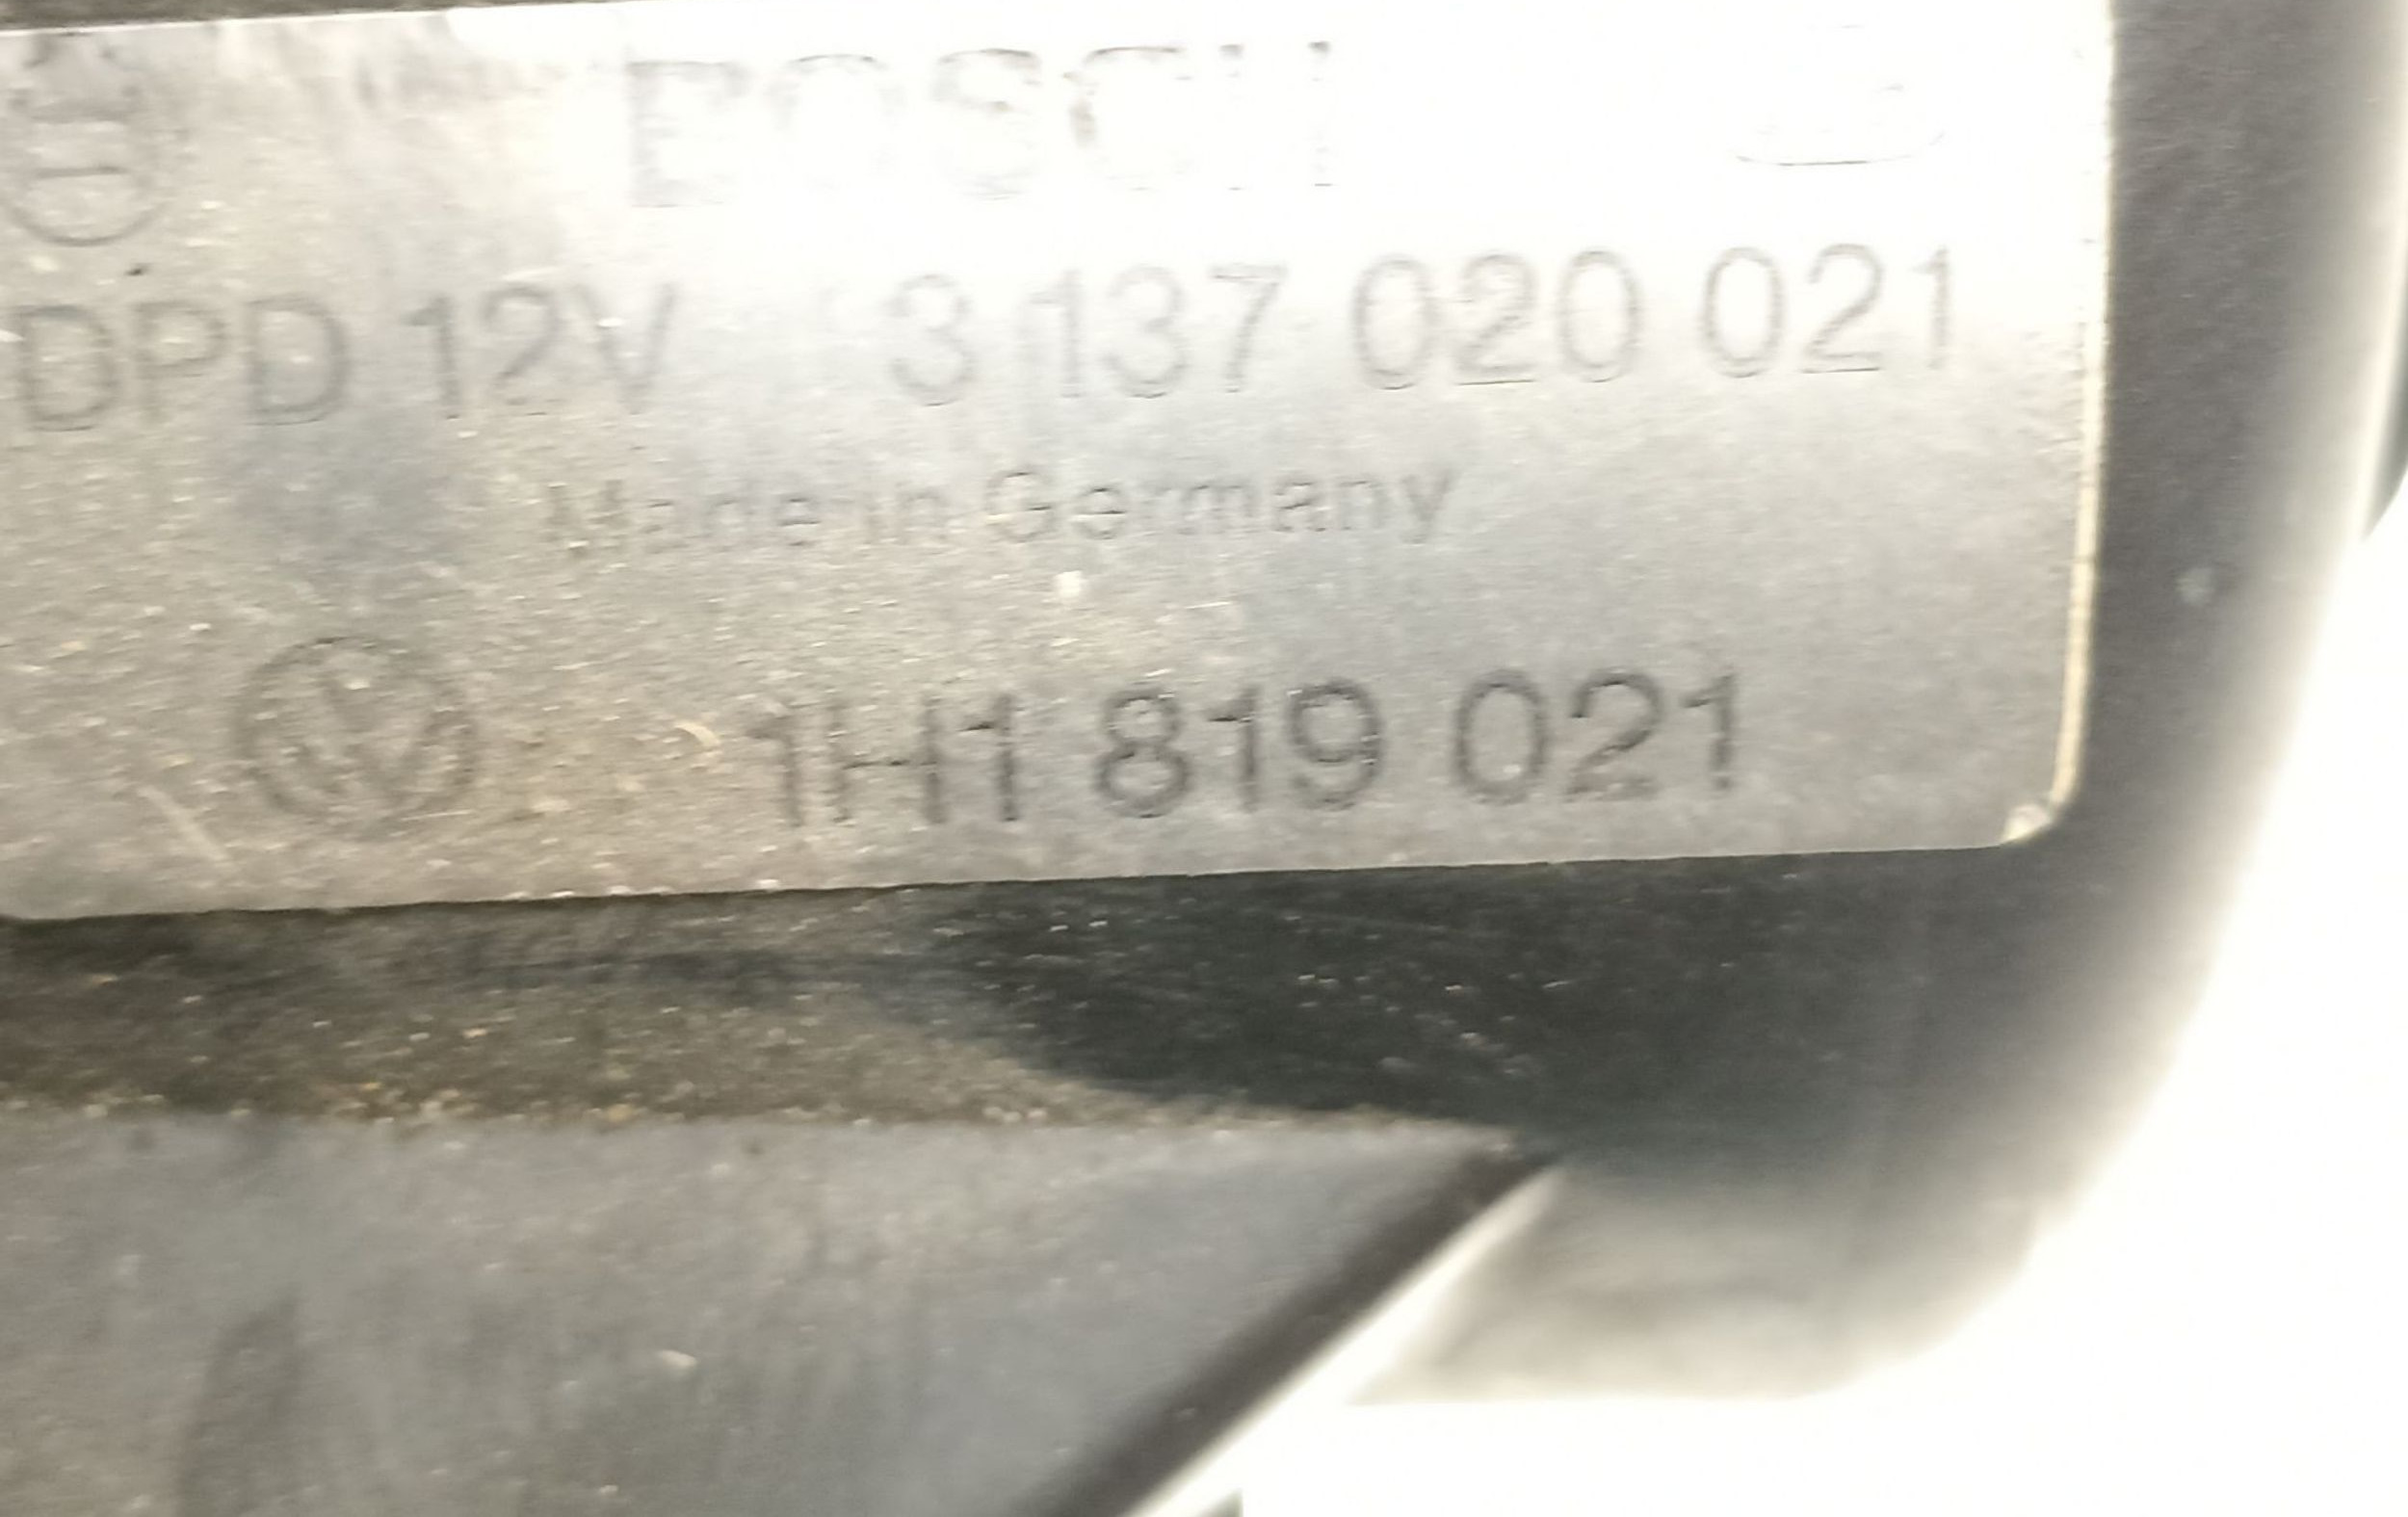 BOSCH
DPD 12V 3 137 020 021
Made in Germany
1H1 819 021